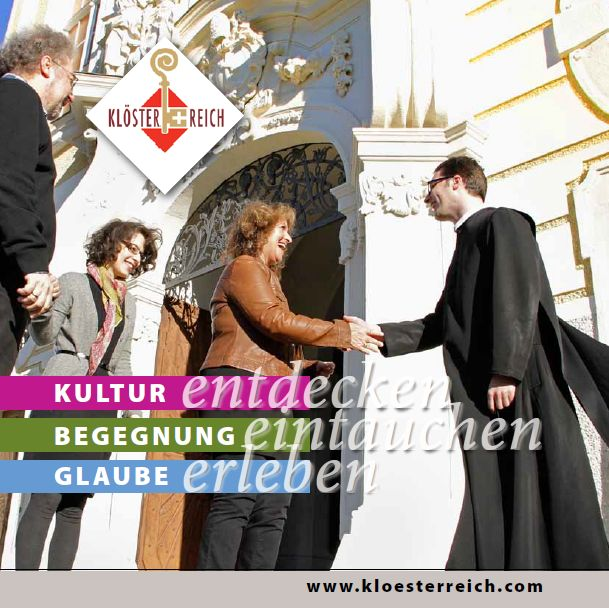 KLÖSTER REICH
KULTUR entdecken
BEGEGNUNG eintauchen
GLAUBE erleben
www.kloesterreich.com